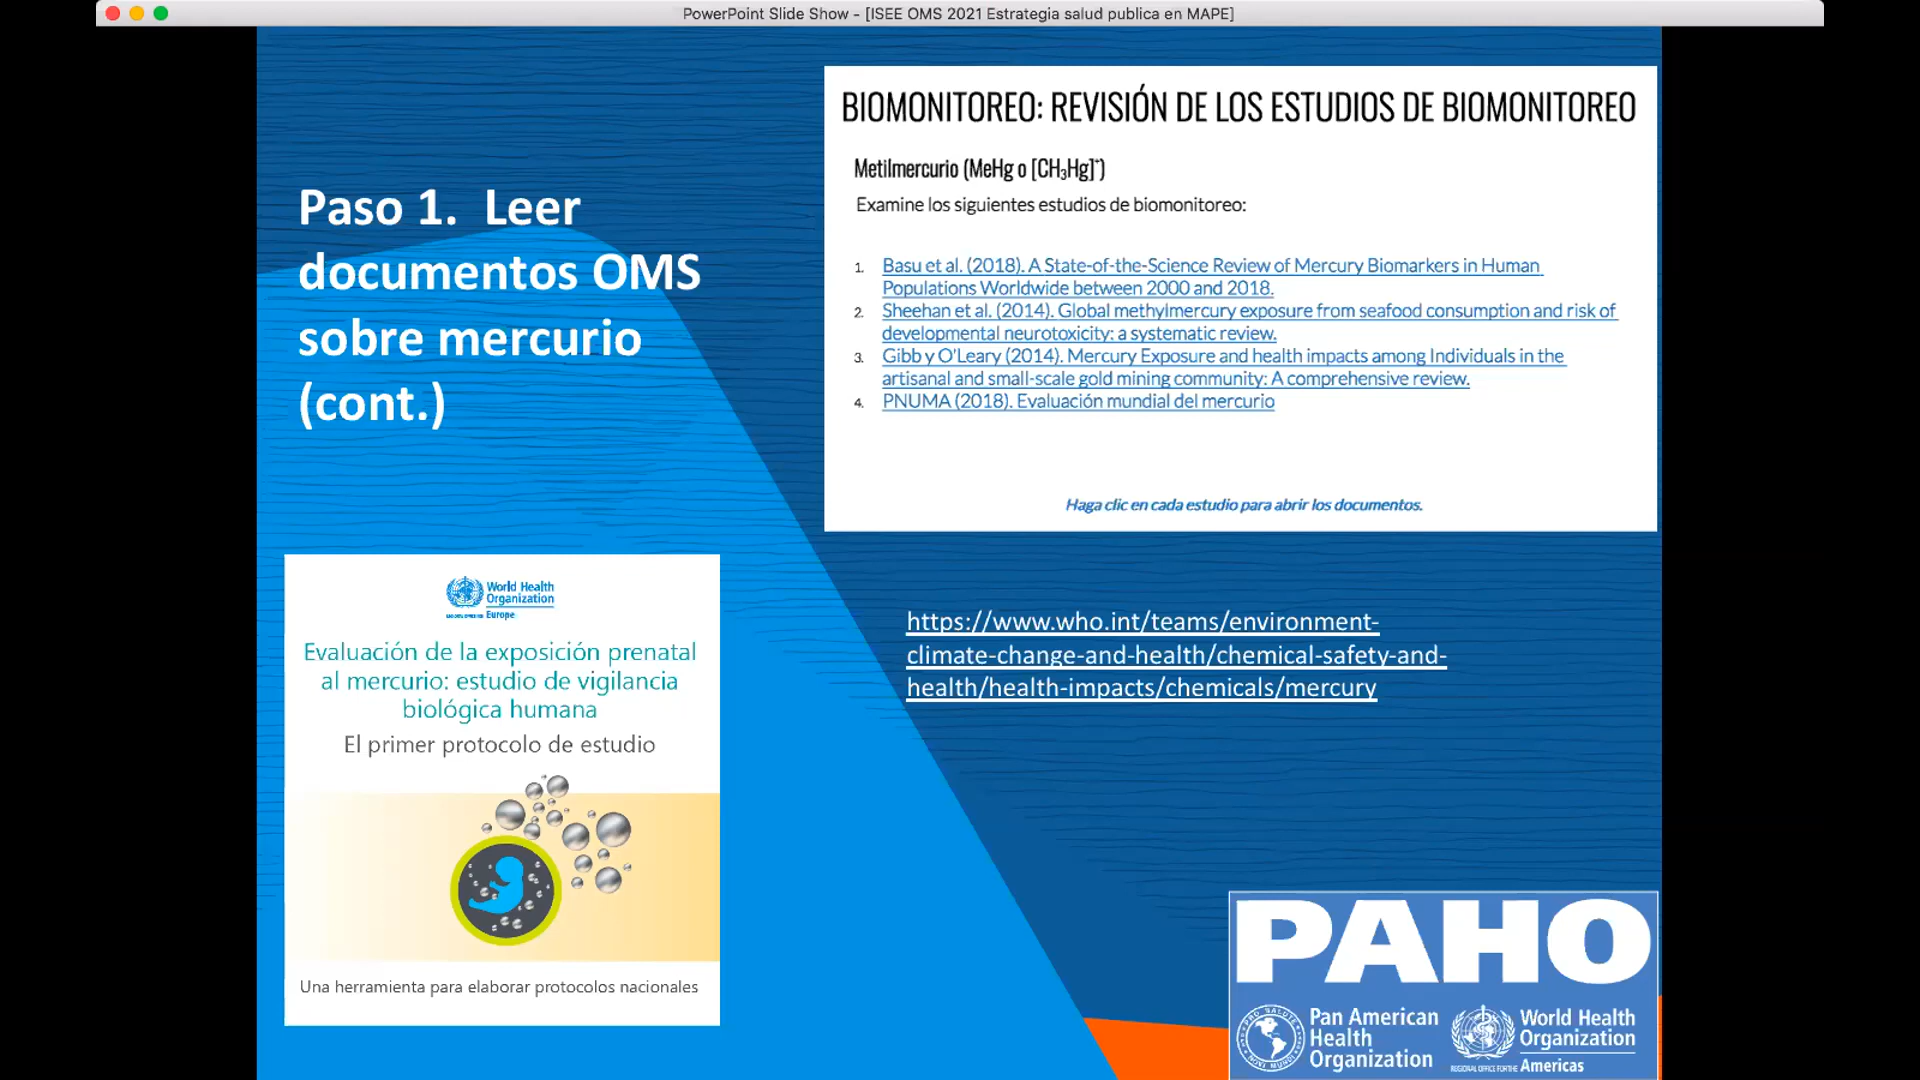 PowerPoint Slide Show - [ISEE OMS 2021 Estrategia salud publica en MAPE]
Paso 1. Leer
documentos OMS
sobre mercurio
(cont.)
BIOMONITOREO: REVISIÓN DE LOS ESTUDIOS DE BIOMONITOREO
Metilmercurio (MeHg o [CH₃Hg]⁺)
Examine los siguientes estudios de biomonitoreo:
1. Basu et al. (2018). A State-of-the-Science Review of Mercury Biomarkers in Human
Populations Worldwide between 2000 and 2018.
2. Sheehan et al. (2014). Global methylmercury exposure from seafood consumption and risk of
developmental neurotoxicity: a systematic review.
3. Gibb y O'Leary (2014). Mercury Exposure and health impacts among Individuals in the
artisanal and small-scale gold mining community: A comprehensive review.
4. PNUMA (2018). Evaluación mundial del mercurio
Haga clic en cada estudio para abrir los documentos.
World Health
Organization
Europe
Evaluación de la exposición prenatal
al mercurio: estudio de vigilancia
biológica humana
El primer protocolo de estudio
Una herramienta para elaborar protocolos nacionales
https://www.who.int/teams/environment-
climate-change-and-health/chemical-safety-and-
health/health-impacts/chemicals/mercury
PAHO
Pan American
Health
Organization
World Health
Organization
REGIONAL OFFICE FOR THE Americas